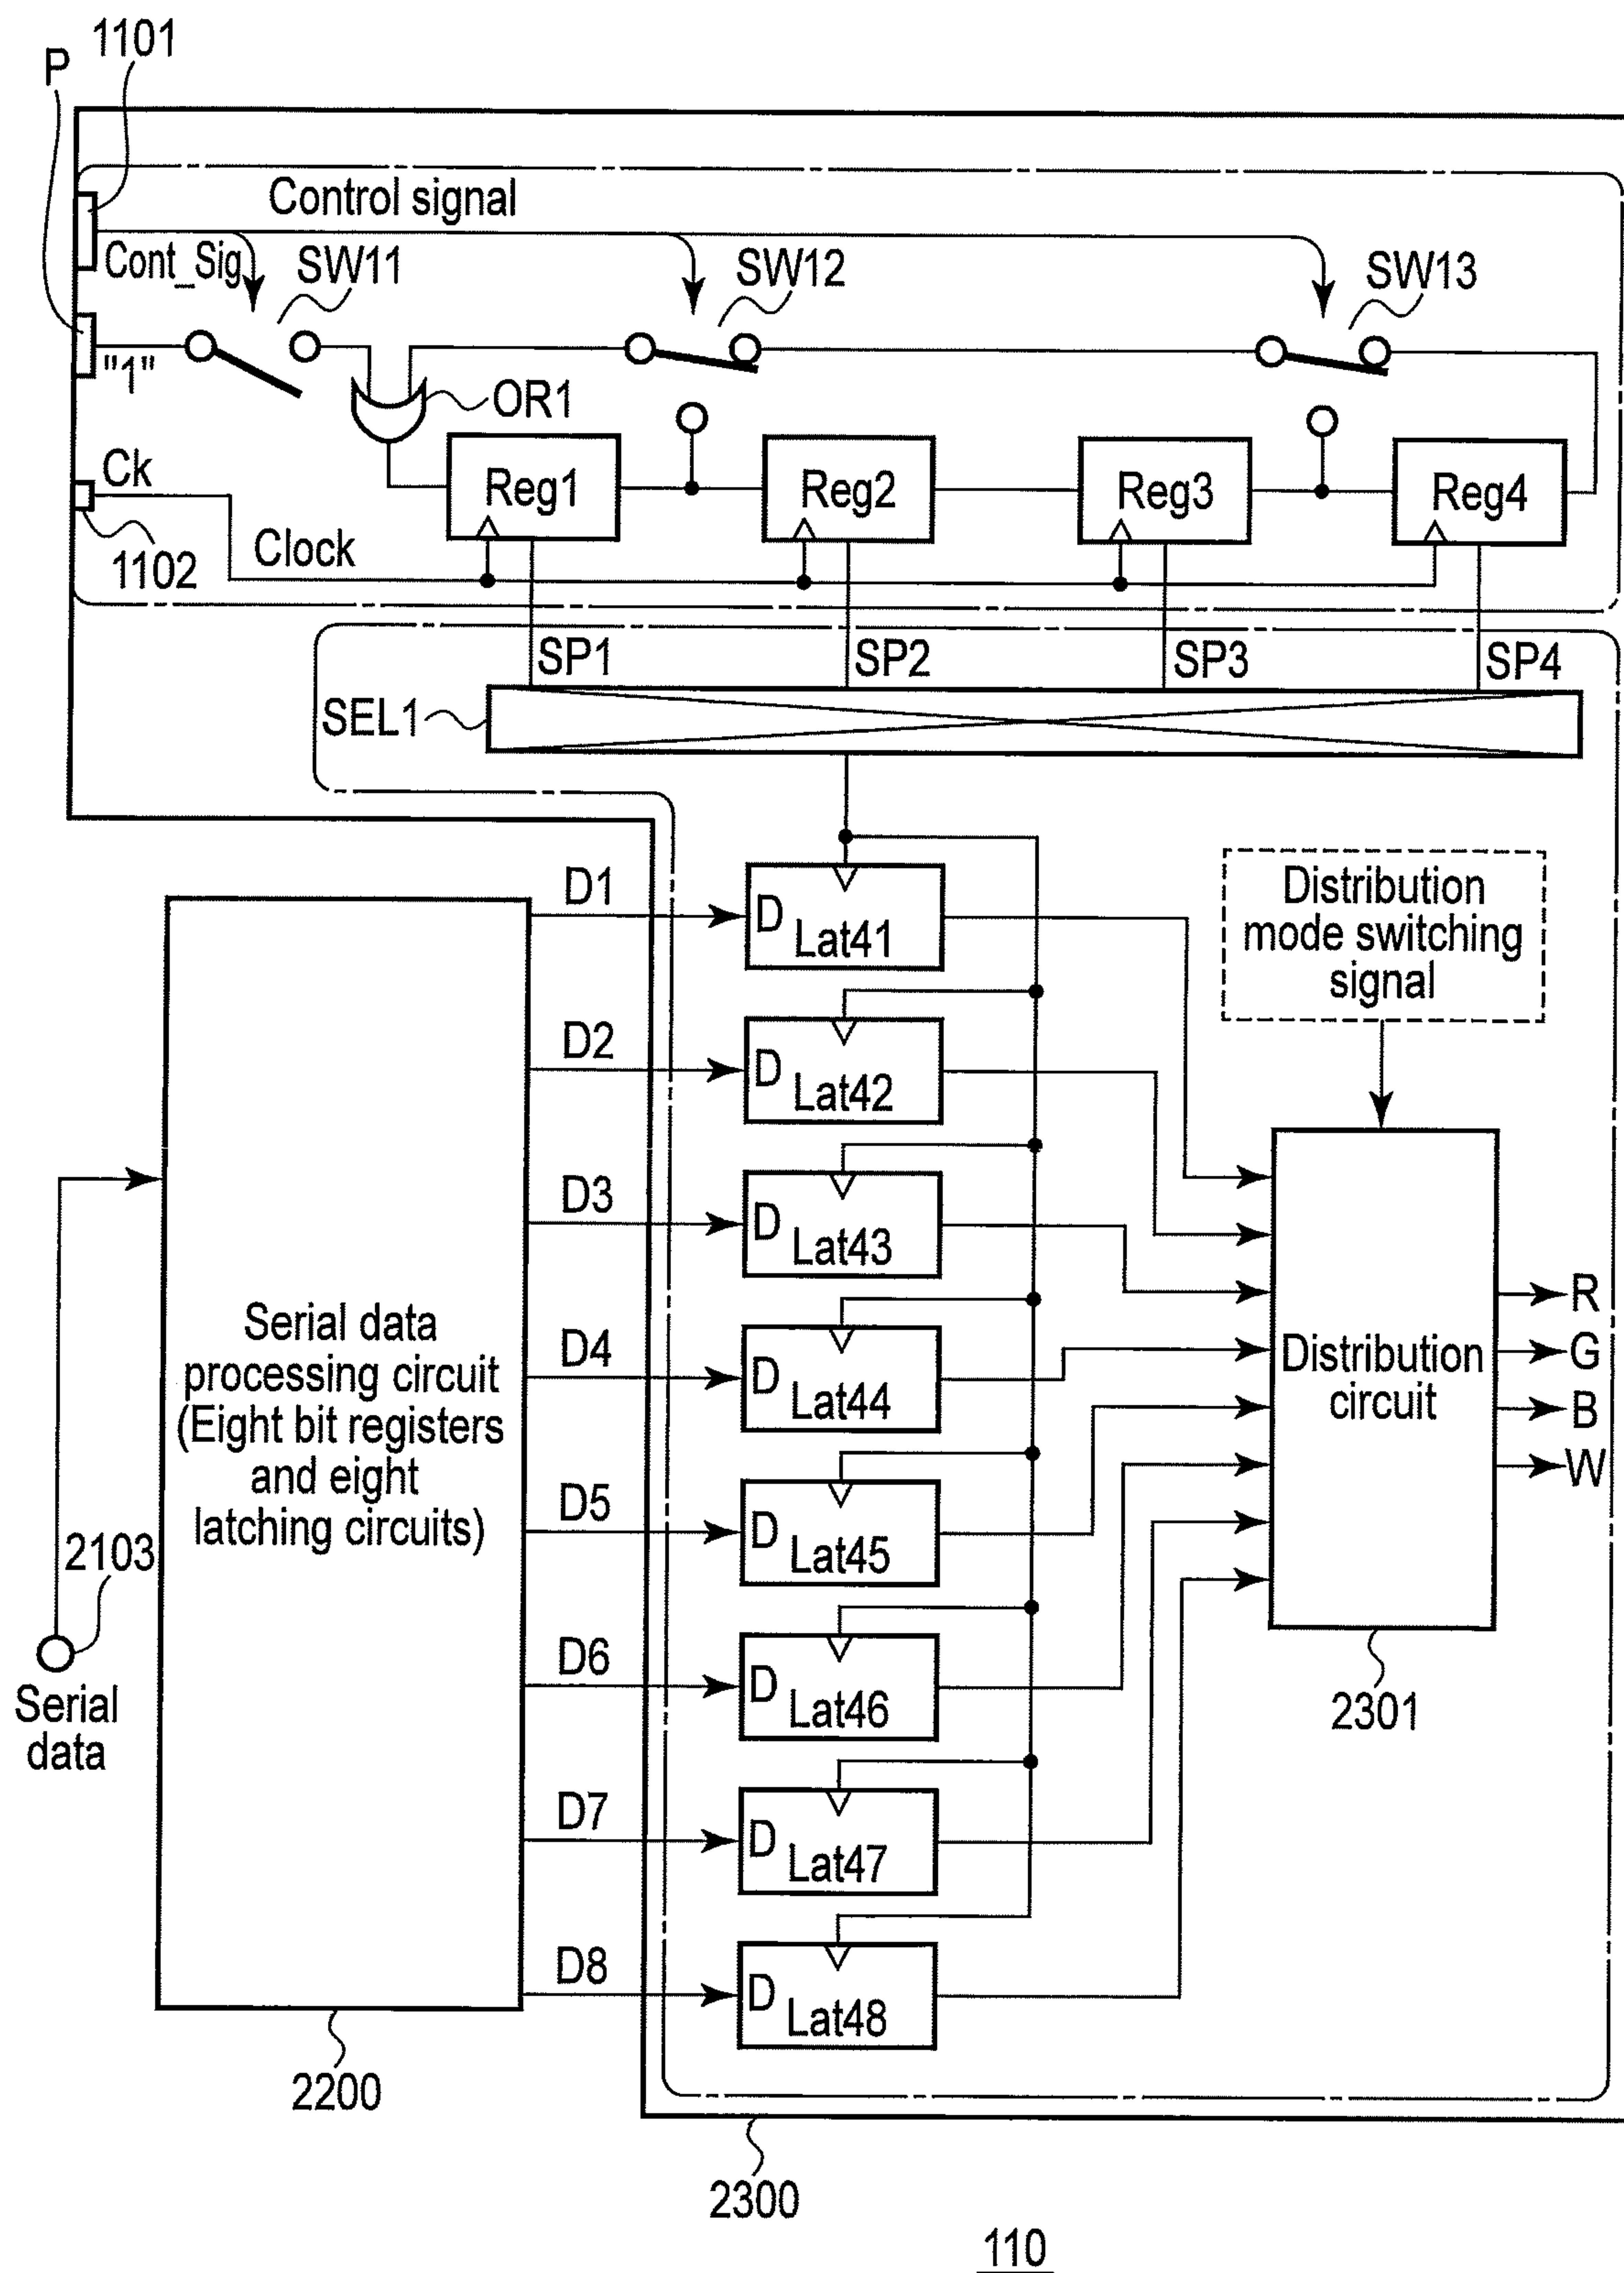 1101
P
Control signal
Cont_Sig
SW11
SW12
SW13
"1"
OR1
Ck
Reg1
Reg2
Reg3
Reg4
Clock
1102
SP1
SP2
SP3
SP4
SEL1
D1
D
Lat41
Distribution
mode switching
signal
D2
D
Lat42
D3
D
Lat43
Serial data
processing circuit
(Eight bit registers
and eight
latching circuits)
D4
D
Lat44
Distribution
circuit
R
G
B
W
D5
D
Lat45
2103
Serial
data
D6
D
Lat46
2301
D7
D
Lat47
D8
D
Lat48
2200
2300
110